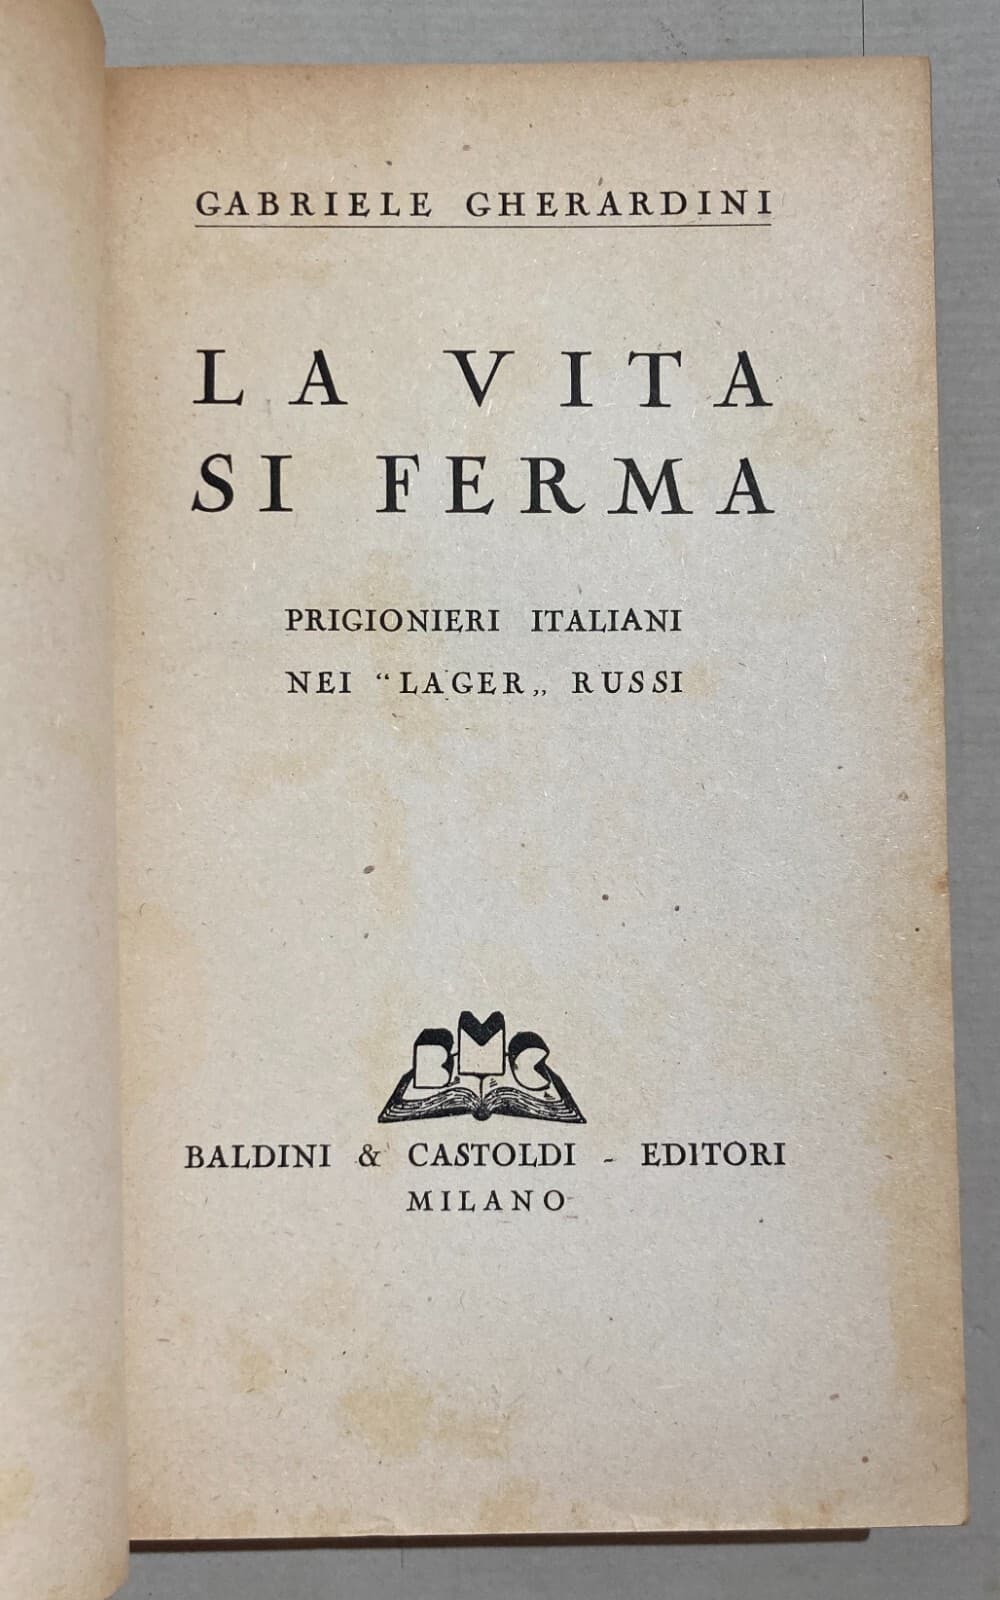 GABRIELE GHERARDINI
LA VITA
SI FERMA
PRIGIONIERI ITALIANI
NEI “LAGER„ RUSSI
BMC
BALDINI & CASTOLDI - EDITORI
MILANO